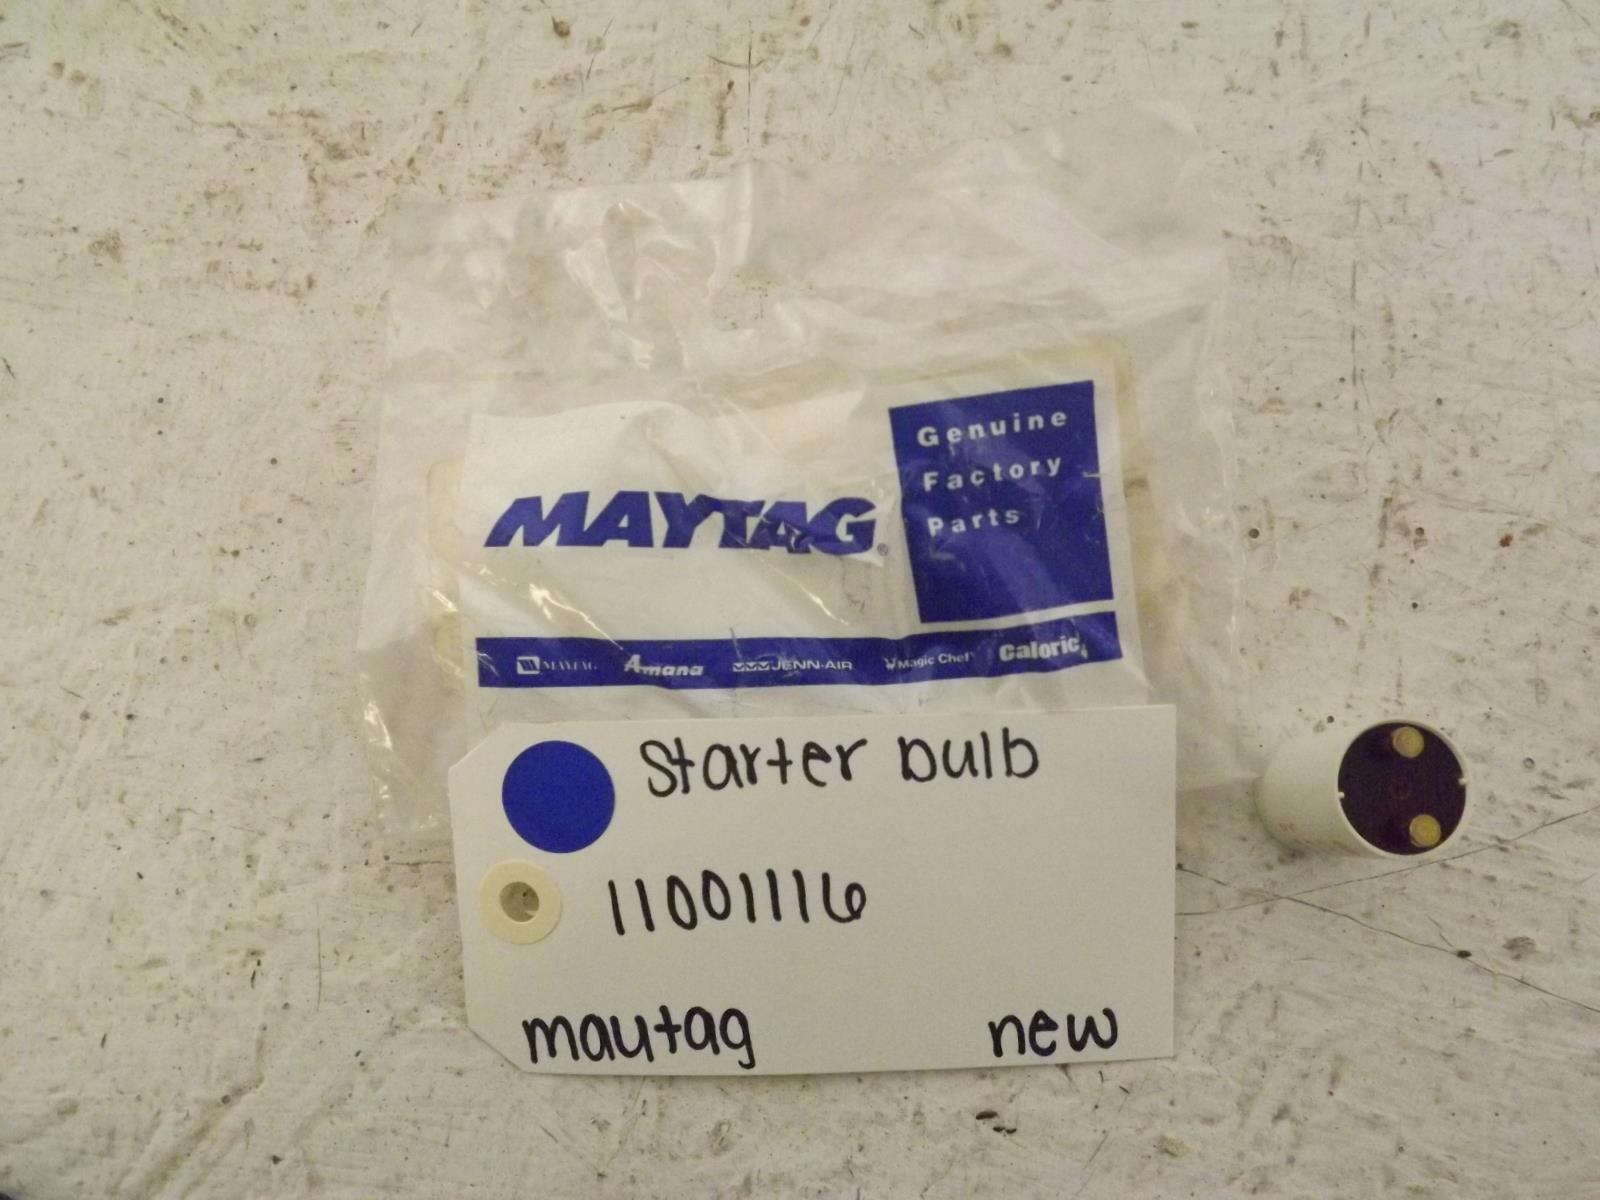 Genuine
Factory
Parts
MAYTAG®
MAYTAG Amana JENN-AIR Magic Chef Caloric
starter bulb
11001116
maytag new